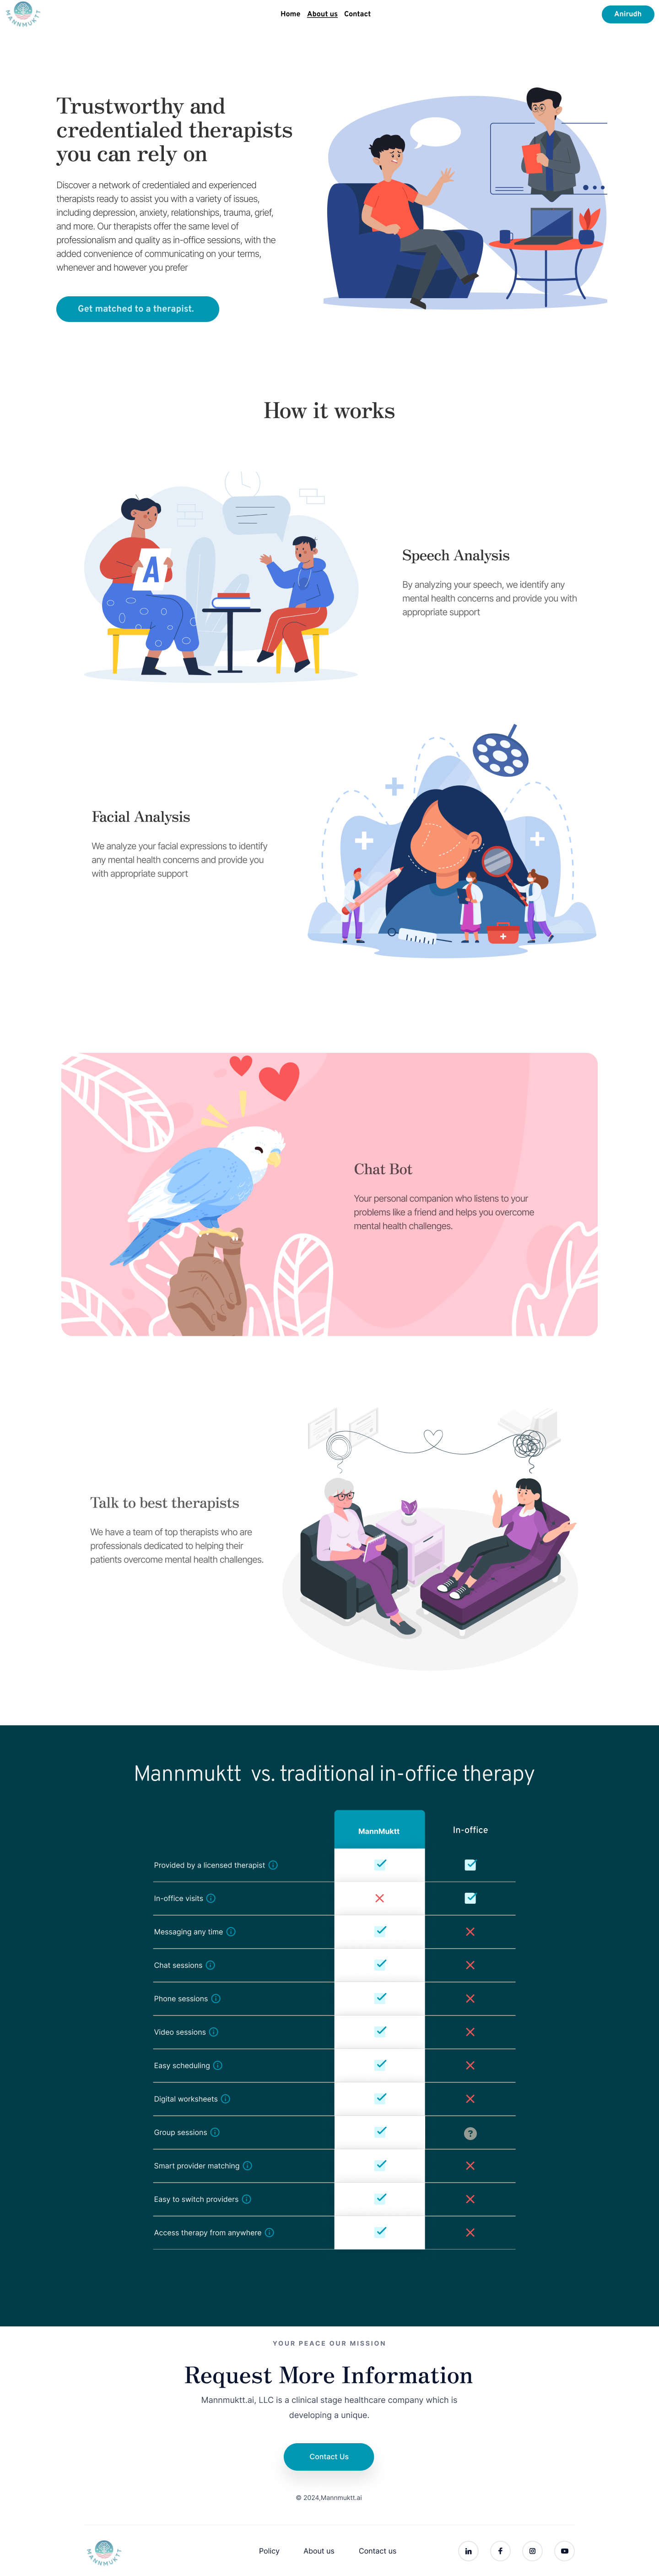 MANNMUKTT
Home About us Contact
Anirudh
Trustworthy and
credentialed therapists
you can rely on
Discover a network of credentialed and experienced
therapists ready to assist you with a variety of issues,
including depression, anxiety, relationships, trauma, grief,
and more. Our therapists offer the same level of
professionalism and quality as in-office sessions, with the
added convenience of communicating on your terms,
whenever and however you prefer
Get matched to a therapist.
How it works
A
Speech Analysis
By analyzing your speech, we identify any
mental health concerns and provide you with
appropriate support
Facial Analysis
We analyze your facial expressions to identify
any mental health concerns and provide you
with appropriate support
Chat Bot
Your personal companion who listens to your
problems like a friend and helps you overcome
mental health challenges.
Talk to best therapists
We have a team of top therapists who are
professionals dedicated to helping their
patients overcome mental health challenges.
Mannmuktt vs. traditional in-office therapy
MannMuktt In-office
Provided by a licensed therapist
In-office visits
Messaging any time
Chat sessions
Phone sessions
Video sessions
Easy scheduling
Digital worksheets
Group sessions ?
Smart provider matching
Easy to switch providers
Access therapy from anywhere
YOUR PEACE OUR MISSION
Request More Information
Mannmuktt.ai, LLC is a clinical stage healthcare company which is
developing a unique.
Contact Us
© 2024,Mannmuktt.ai
MANNMUKTT
Policy About us Contact us